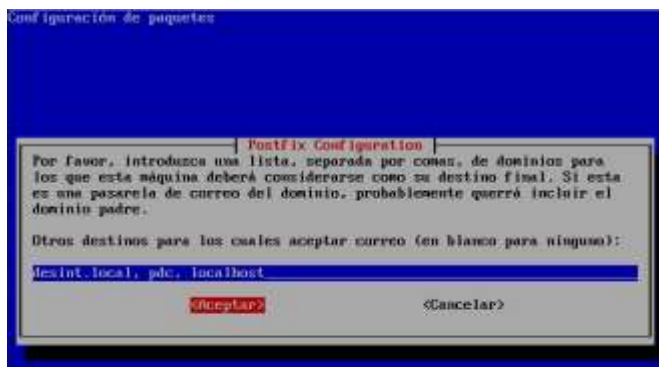 Configuración de paquetes
Postfix Configuration
Por favor, introduzca una lista, separada por comas, de dominios para
los que esta máquina deberá considerarse como su destino final. Si esta
es una pasarela de correo del dominio, probablemente querrá incluir el
dominio padre.
Otros destinos para los cuales aceptar correo (en blanco para ninguno):
desint.local, pdc, localhost
<Aceptar> <Cancelar>